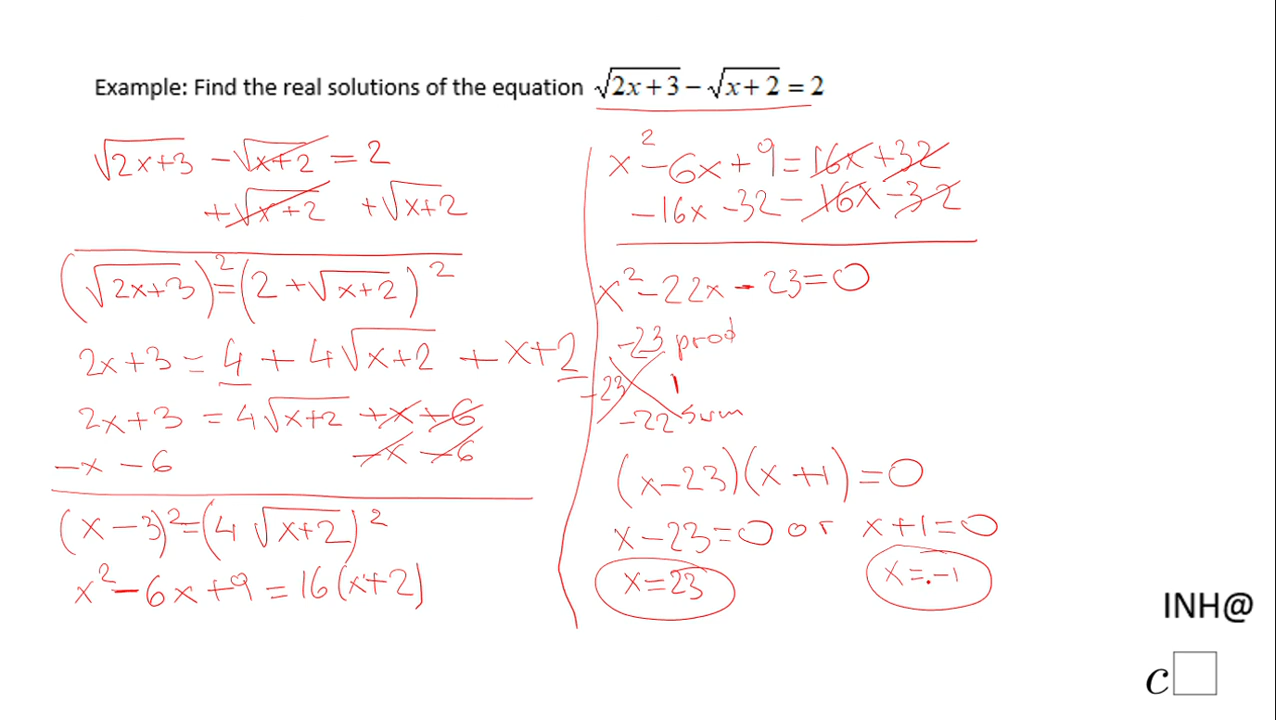 Example: Find the real solutions of the equation √(2x+3) − √(x+2) = 2
√(2x+3) − √(x+2) = 2
+√(x+2) +√(x+2)
(√(2x+3))² = (2 + √(x+2))²
2x+3 = 4 + 4√(x+2) + x+2
2x+3 = 4√(x+2) +x+6
−x −6 −x −6
(x−3)² = (4√(x+2))²
x² − 6x + 9 = 16(x+2)
x² − 6x + 9 = 16x + 32
−16x −32 −16x −32
x² − 22x − 23 = 0
−23 prod
−23 1
−22 sum
(x−23)(x+1) = 0
x−23=0 or x+1=0
x=23 x=−1
INH@
c